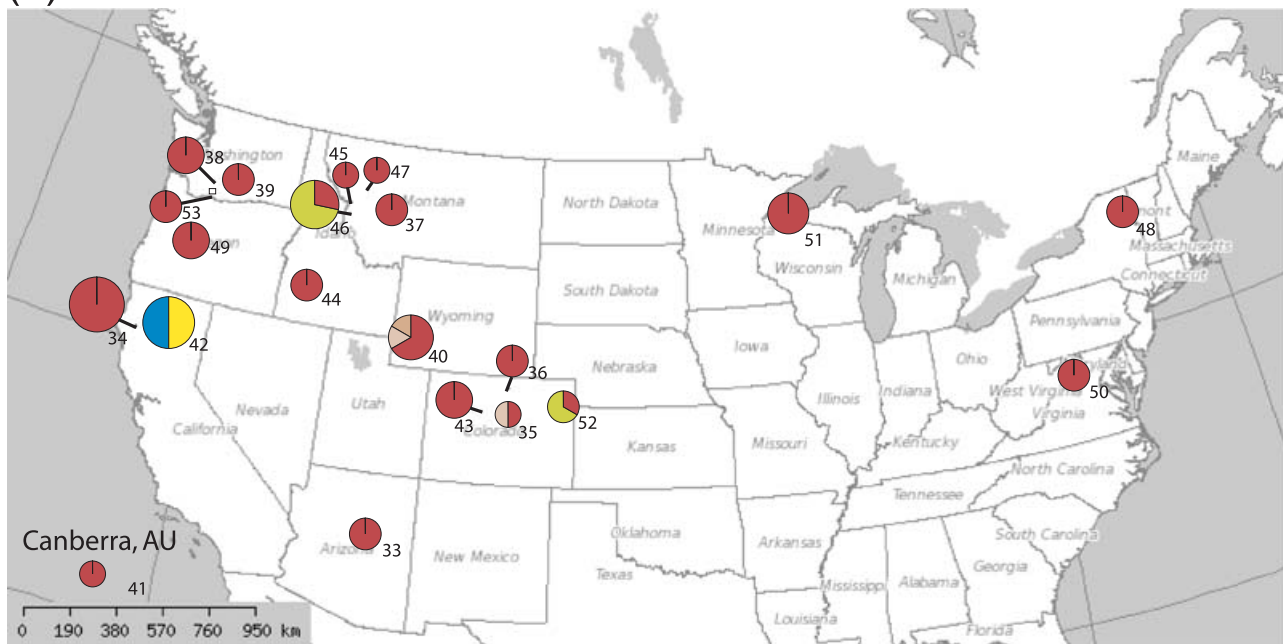 38
Washington
39
45
47
Montana
37
53
46
Idaho
49
44
34
42
Wyoming
40
36
43
Colorado
35
52
Nevada
Utah
California
Arizona
33
New Mexico
North Dakota
South Dakota
Nebraska
Kansas
Oklahoma
Texas
Minnesota
51
Wisconsin
Michigan
Iowa
Illinois
Indiana
Ohio
Missouri
Kentucky
West Virginia
Virginia
50
Maryland
Pennsylvania
Maine
48
Massachusetts
Connecticut
North Carolina
Tennessee
South Carolina
Arkansas
Mississippi
Alabama
Georgia
Louisiana
Florida
Canberra, AU
41
0 190 380 570 760 950 km